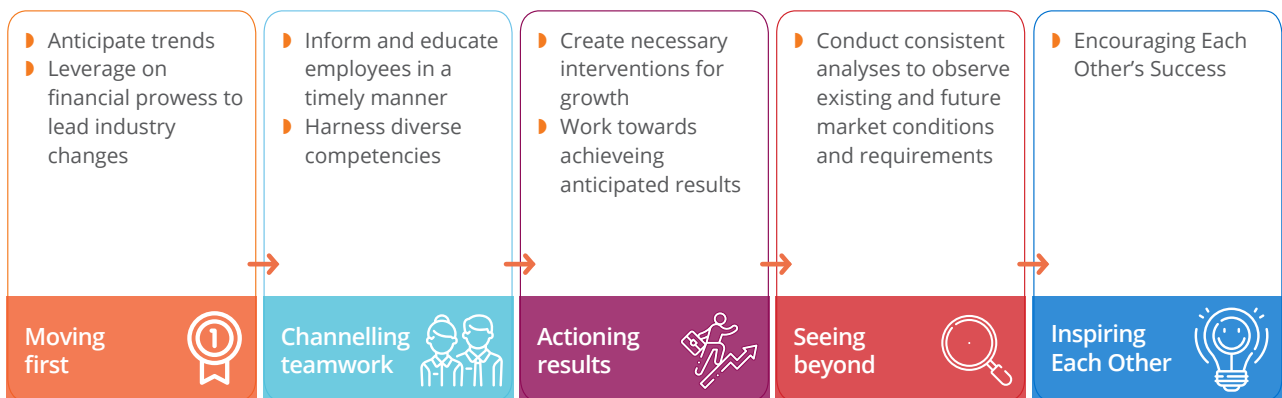 Anticipate trends
Leverage on
financial prowess to
lead industry
changes
Moving
first
1
Inform and educate
employees in a
timely manner
Harness diverse
competencies
Channelling
teamwork
Create necessary
interventions for
growth
Work towards
achieveing
anticipated results
Actioning
results
Conduct consistent
analyses to observe
existing and future
market conditions
and requirements
Seeing
beyond
Encouraging Each
Other's Success
Inspiring
Each Other